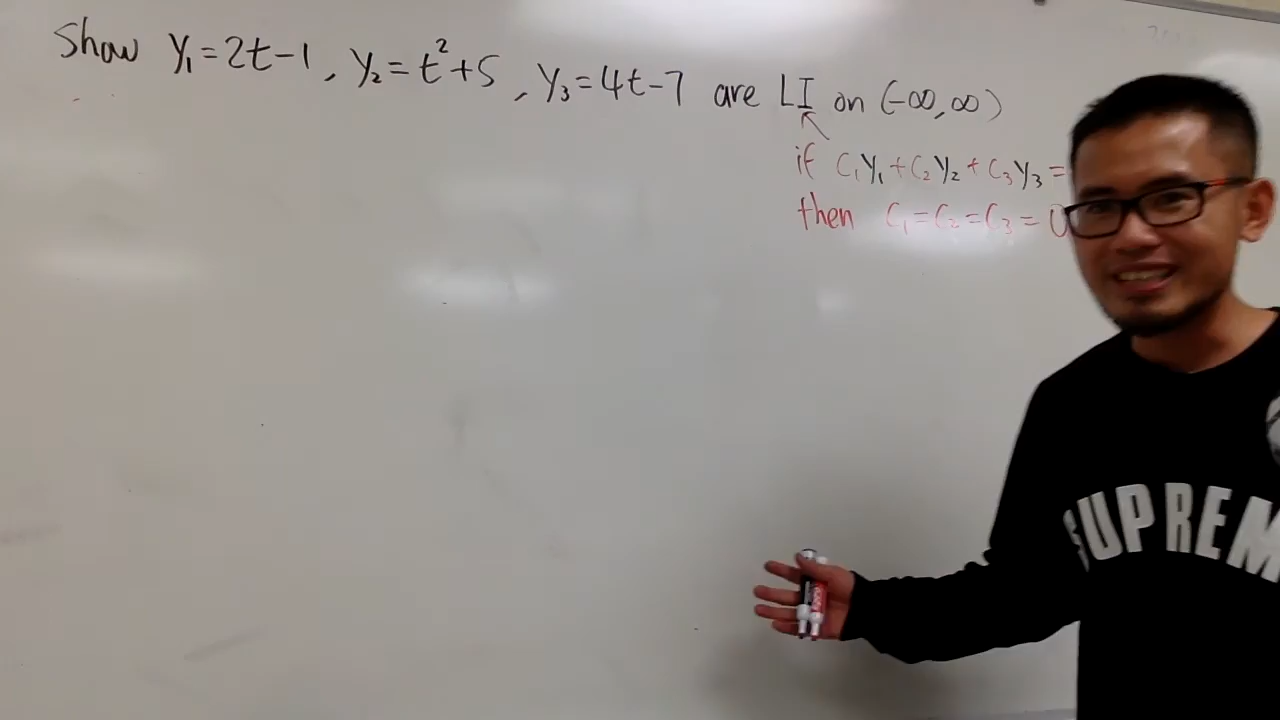 Show y₁=2t-1, y₂=t²+5, y₃=4t-7 are LI on (-∞,∞)
if c₁y₁+c₂y₂+c₃y₃=
then c₁=c₂=c₃=0
SUPREM